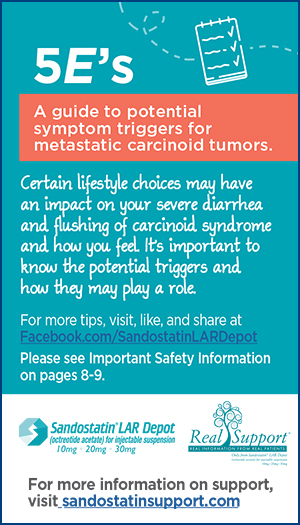 5E's
A guide to potential
symptom triggers for
metastatic carcinoid tumors.
Certain lifestyle choices may have
an impact on your severe diarrhea
and flushing of carcinoid syndrome
and how you feel. It's important to
know the potential triggers and
how they may play a role.
For more tips, visit, like, and share at
Facebook.com/SandostatinLARDepot
Please see Important Safety Information
on pages 8-9.
Sandostatin® LAR Depot
(octreotide acetate) for injectable suspension
10mg · 20mg · 30mg
Real Support™
REAL INFORMATION FROM REAL PATIENTS
For more information on support,
visit sandostatinsupport.com